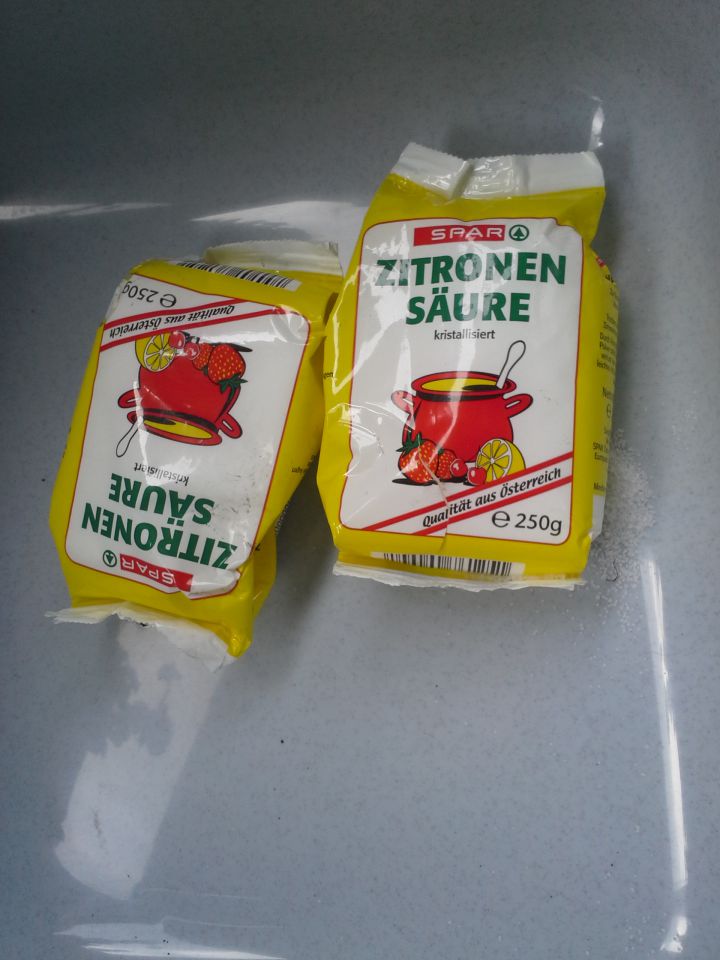 SPAR
ZITRONEN
SÄURE
kristallisiert
Qualität aus Österreich
e 250g
SPAR
ZITRONEN
SÄURE
kristallisiert
Qualität aus Österreich
e 250g